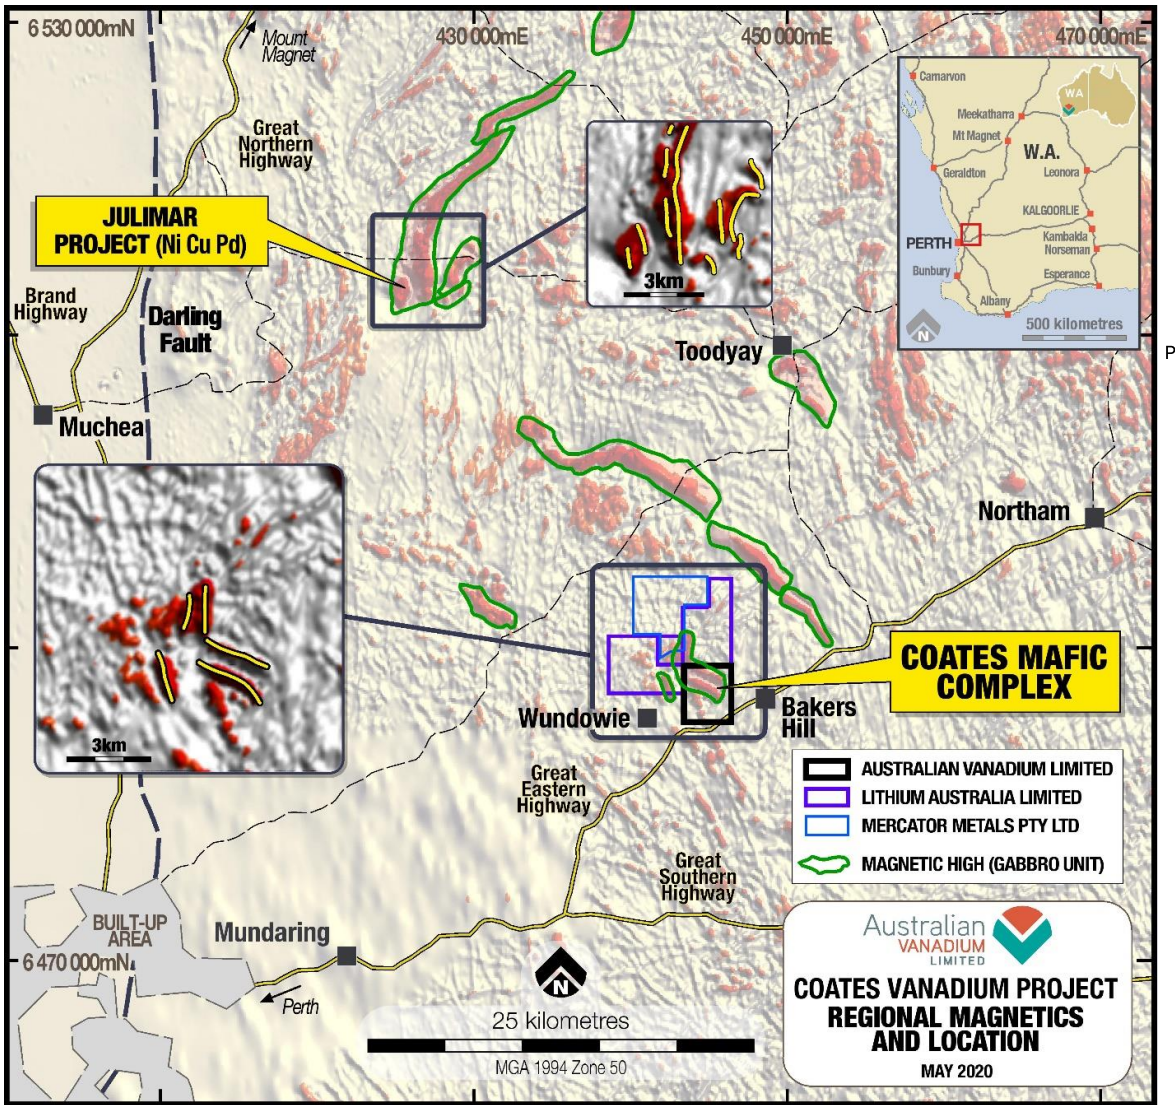 6 530 000mN
430 000mE
450 000mE
470 000mE
Mount
Magnet
Great
Northern
Highway
JULIMAR
PROJECT (Ni Cu Pd)
3km
Carnarvon
WA
Meekatharra
Mt Magnet
W.A.
Geraldton
Leonora
KALGOORLIE
PERTH
Kambalda
Norseman
Bunbury
Esperance
Albany
N
500 kilometres
P
Brand
Highway
Darling
Fault
Toodyay
Muchea
Northam
3km
COATES MAFIC
COMPLEX
Wundowie
Bakers
Hill
Great
Eastern
Highway
AUSTRALIAN VANADIUM LIMITED
LITHIUM AUSTRALIA LIMITED
MERCATOR METALS PTY LTD
MAGNETIC HIGH (GABBRO UNIT)
Great
Southern
Highway
BUILT-UP
AREA
Mundaring
6 470 000mN
Perth
N
25 kilometres
MGA 1994 Zone 50
Australian
VANADIUM
LIMITED
COATES VANADIUM PROJECT
REGIONAL MAGNETICS
AND LOCATION
MAY 2020